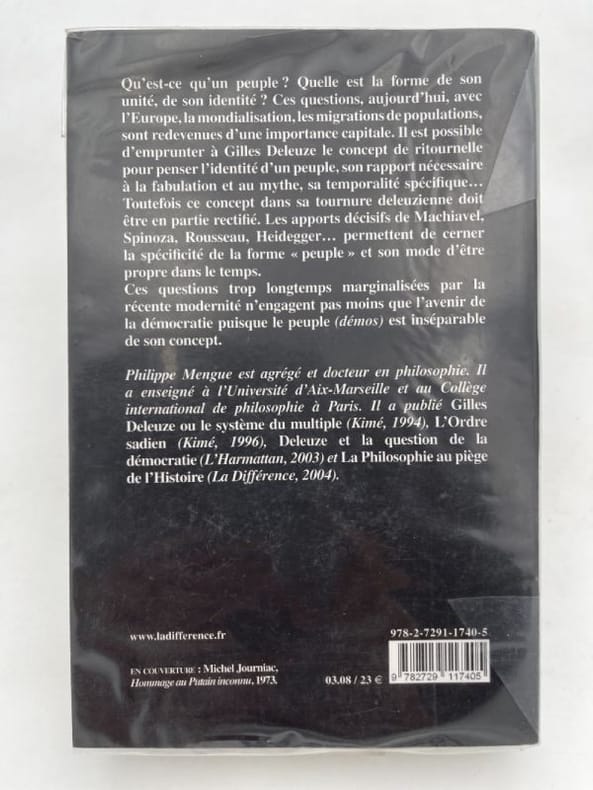 Qu'est-ce qu'un peuple ? Quelle est la forme de son
unité, de son identité ? Ces questions, aujourd'hui, avec
l'Europe, la mondialisation, les migrations de populations,
sont redevenues d'une importance capitale. Il est possible
d'emprunter à Gilles Deleuze le concept de ritournelle
pour penser l'identité d'un peuple, son rapport nécessaire
à la fabulation et au mythe, sa temporalité spécifique...
Toutefois ce concept dans sa tournure deleuzienne doit
être en partie rectifié. Les apports décisifs de Machiavel,
Spinoza, Rousseau, Heidegger... permettent de cerner
la spécificité de la forme « peuple » et son mode d'être
propre dans le temps.
Ces questions trop longtemps marginalisées par la
récente modernité n'engagent pas moins que l'avenir de
la démocratie puisque le peuple (démos) est inséparable
de son concept.
Philippe Mengue est agrégé et docteur en philosophie. Il
a enseigné à l'Université d'Aix-Marseille et au Collège
international de philosophie à Paris. Il a publié Gilles
Deleuze ou le système du multiple (Kimé, 1994), L'Ordre
sadien (Kimé, 1996), Deleuze et la question de la
démocratie (L'Harmattan, 2003) et La Philosophie au piège
de l'Histoire (La Différence, 2004).
www.ladifference.fr
EN COUVERTURE : Michel Journiac,
Hommage au Putain inconnu, 1973.
03.08 / 23 €
978-2-7291-1740-5
9 782729 117405